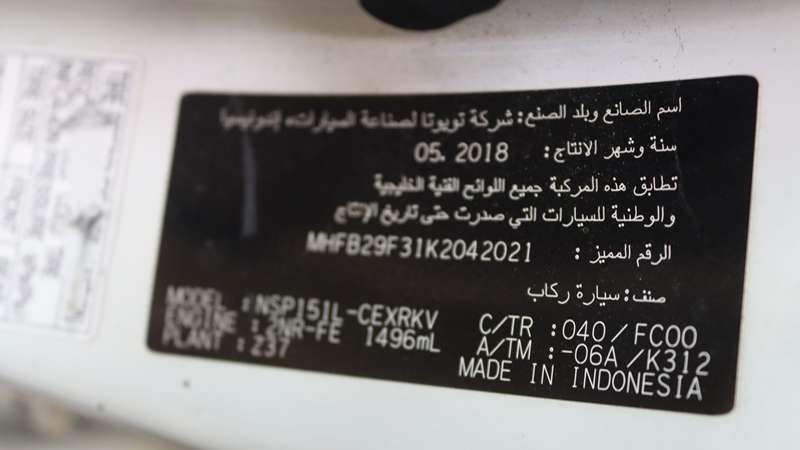 اسم الصانع وبلد الصنع: شركة تويوتا لصناعة السيارات، إندونيسيا
سنة وشهر الانتاج: 05. 2018
تطابق هذه المركبة جميع اللوائح الفنية الخليجية
والوطنية للسيارات التي صدرت حتى تاريخ الإنتاج
الرقم المميز : MHFB29F31K2042021
صنف: سيارة ركاب
MODEL : NSP151L-CEXRKV
ENGINE : 2NR-FE 1496mL
PLANT : Z37
C/TR : 040/FC00
A/TM : -06A/K312
MADE IN INDONESIA